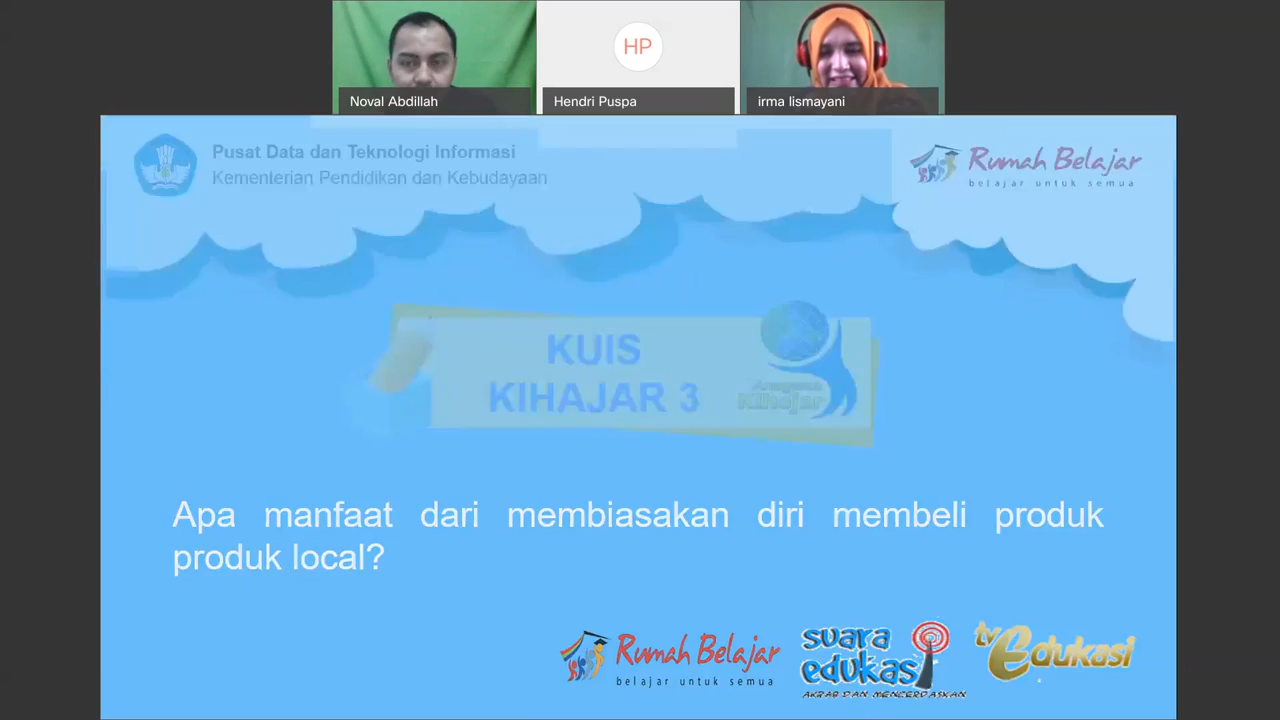 HP
Noval Abdillah
Hendri Puspa
irma lismayani
Pusat Data dan Teknologi Informasi
Kementerian Pendidikan dan Kebudayaan
Rumah Belajar
belajar untuk semua
KUIS
KIHAJAR 3
Anugerah
Kihajar
Apa manfaat dari membiasakan diri membeli produk
produk local?
Rumah Belajar
belajar untuk semua
suara
edukasi
AKRAB DAN MENCERDASKAN
tv Edukasi